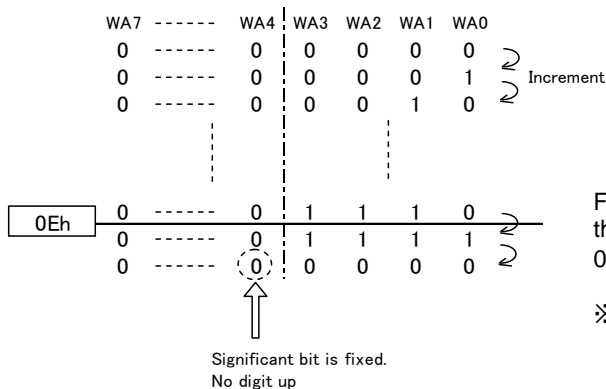 WA7 ------ WA4 WA3 WA2 WA1 WA0
0 ------ 0 0 0 0 0
0 ------ 0 0 0 0 1
Increment
0 ------ 0 0 0 1 0
0 ------ 0 1 1 1 0
0Eh
0 ------ 0 1 1 1 1
0 ------ 0 0 0 0 0
Significant bit is fixed.
No digit up
F
th
0
※